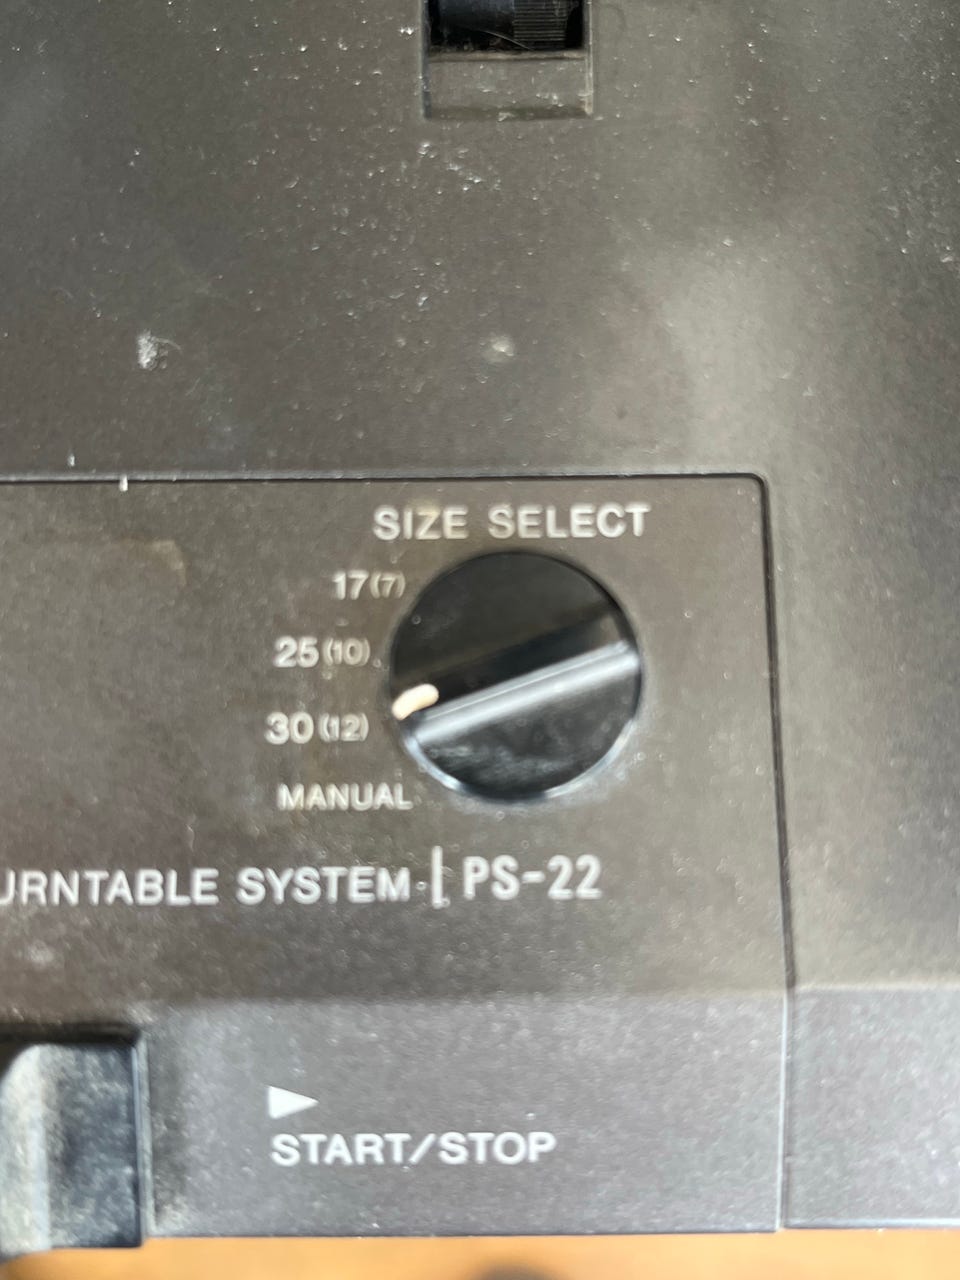 SIZE SELECT
17(7)
25(10)
30(12)
MANUAL
URNTABLE SYSTEM PS-22
START/STOP